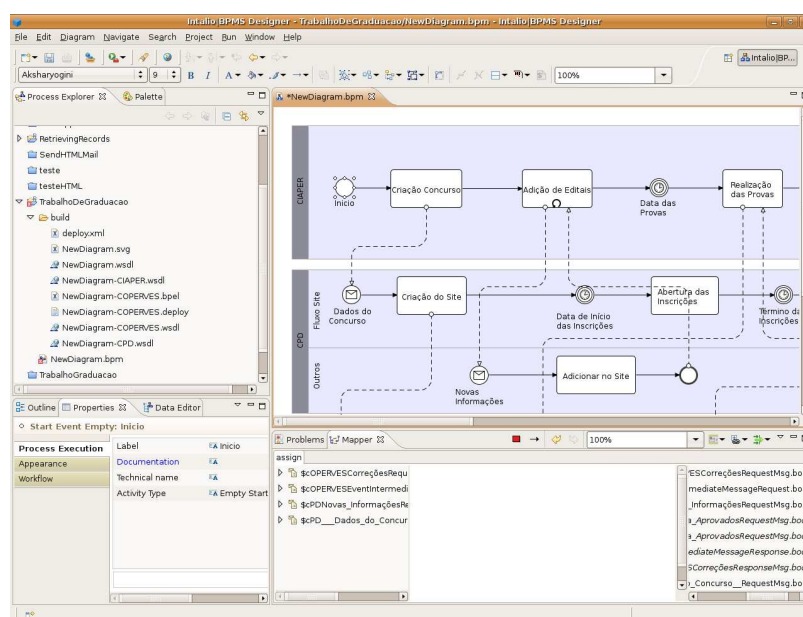 Intalio|BPMS Designer - TrabalhoDeGraduacao/NewDiagram.bpm - Intalio|BPMS Designer
File Edit Diagram Navigate Search Project Run Window Help
Intalio|BP...
Aksharyogini 9 B I A 100%
Process Explorer Palette
RetrievingRecords
SendHTMLMail
teste
testeHTML
TrabalhoDeGraduacao
build
deploy.xml
NewDiagram.svg
NewDiagram.wsdl
NewDiagram-CIAPER.wsdl
NewDiagram-COPERVES.bpel
NewDiagram-COPERVES.deploy
NewDiagram-COPERVES.wsdl
NewDiagram-CPD.wsdl
NewDiagram.bpm
TrabalhoGraduacao
*NewDiagram.bpm
CIAPER
Inicio
Criação Concurso
Adição de Editais
Data das
Provas
Realização
das Provas
CPD
Fluxo Site
Dados do
Concurso
Criação do Site
Data de Início
das Inscrições
Abertura das
Inscrições
Término da
Inscrições
Outros
Novas
Informações
Adicionar no Site
Outline Properties Data Editor
Start Event Empty: Inicio
Process Execution
Appearance
Workflow
Label Inicio
Documentation
Technical name
Activity Type Empty Start
Problems Mapper 100%
assign
$cOPERVESCorreçõesRequ
$cOPERVESEventIntermedi
$cPDNovas_InformaçõesRe
$cPD___Dados_do_Concur
ESCorreçõesRequestMsg.bo
mediateMessageRequest.bo
_InformaçõesRequestMsg.bo
_AprovadosRequestMsg.bo
_AprovadosRequestMsg.bo
ediateMessageResponse.bo
SCorreçõesResponseMsg.bo
_Concurso__RequestMsg.bo